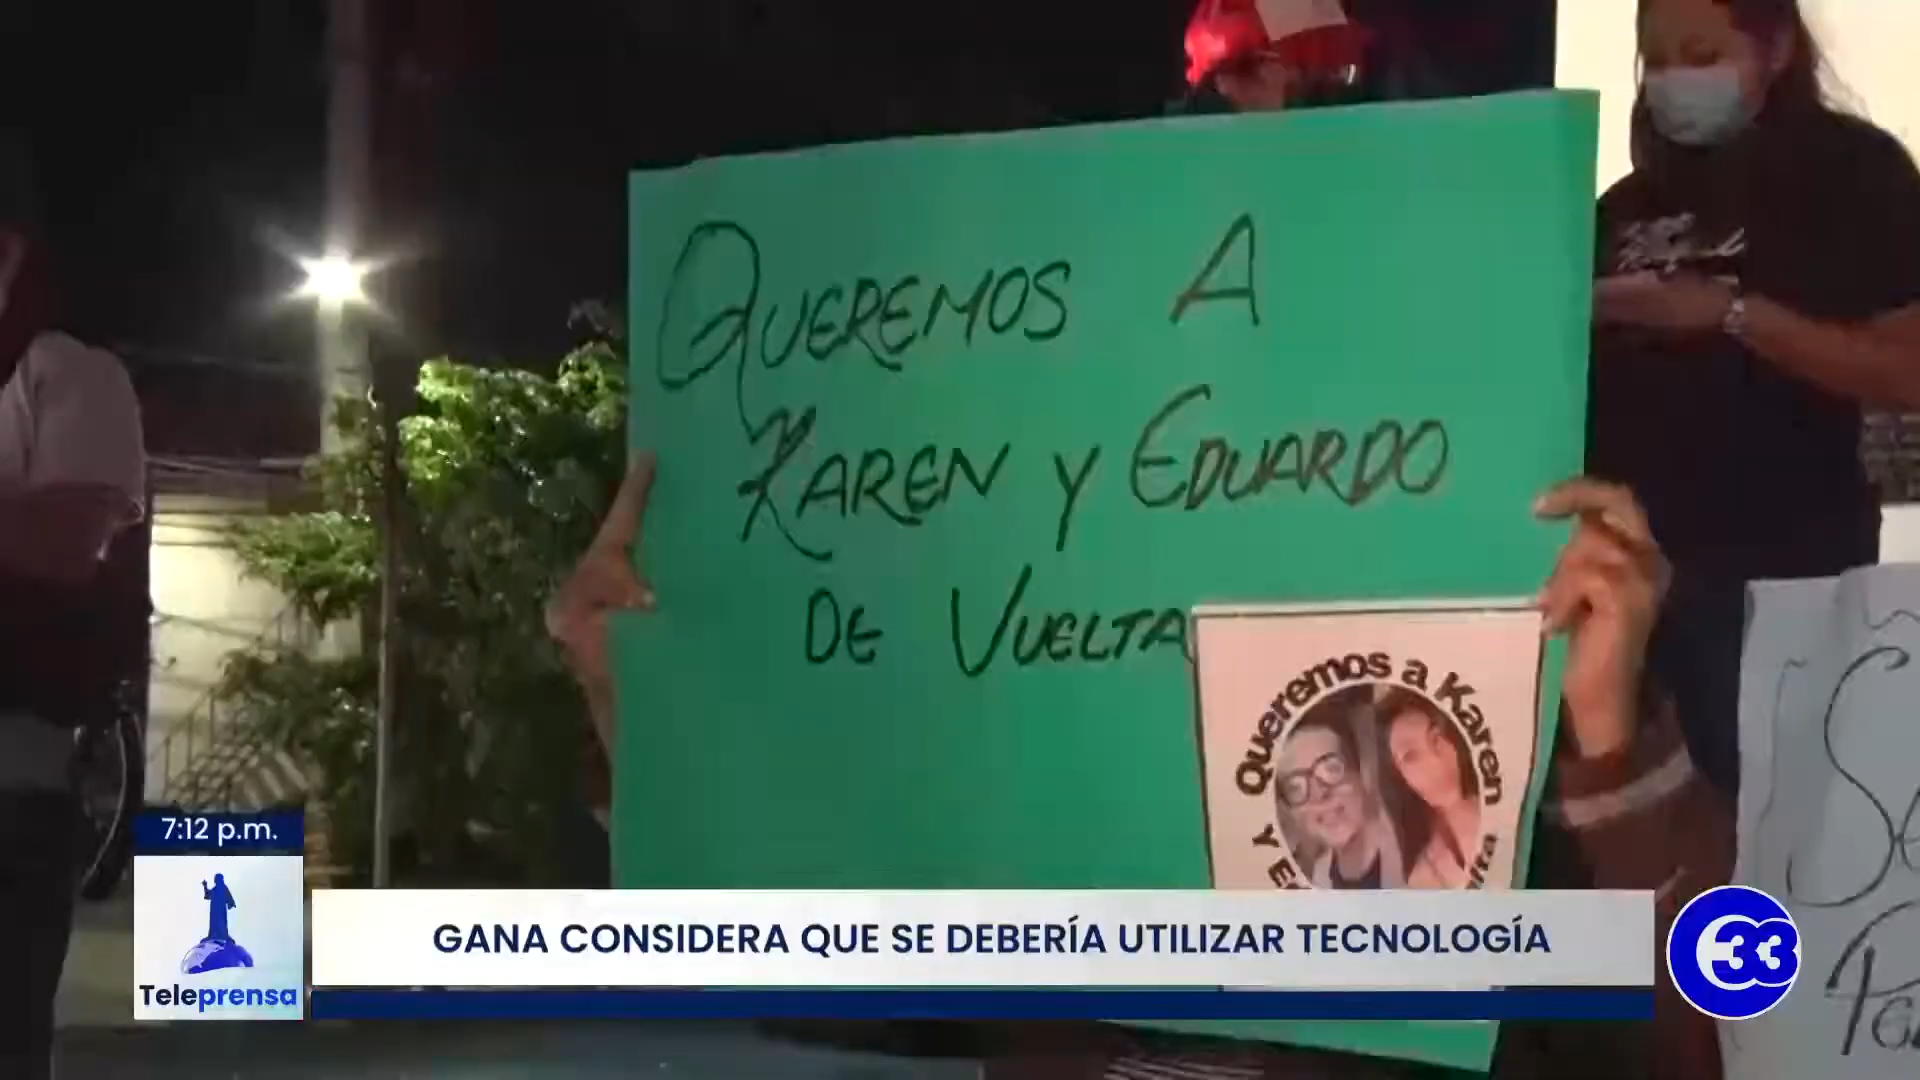 QUEREMOS A
KAREN Y EDUARDO
DE VUELTA
Queremos a Karen
Y
7:12 p.m.
Teleprensa
GANA CONSIDERA QUE SE DEBERÍA UTILIZAR TECNOLOGÍA
33